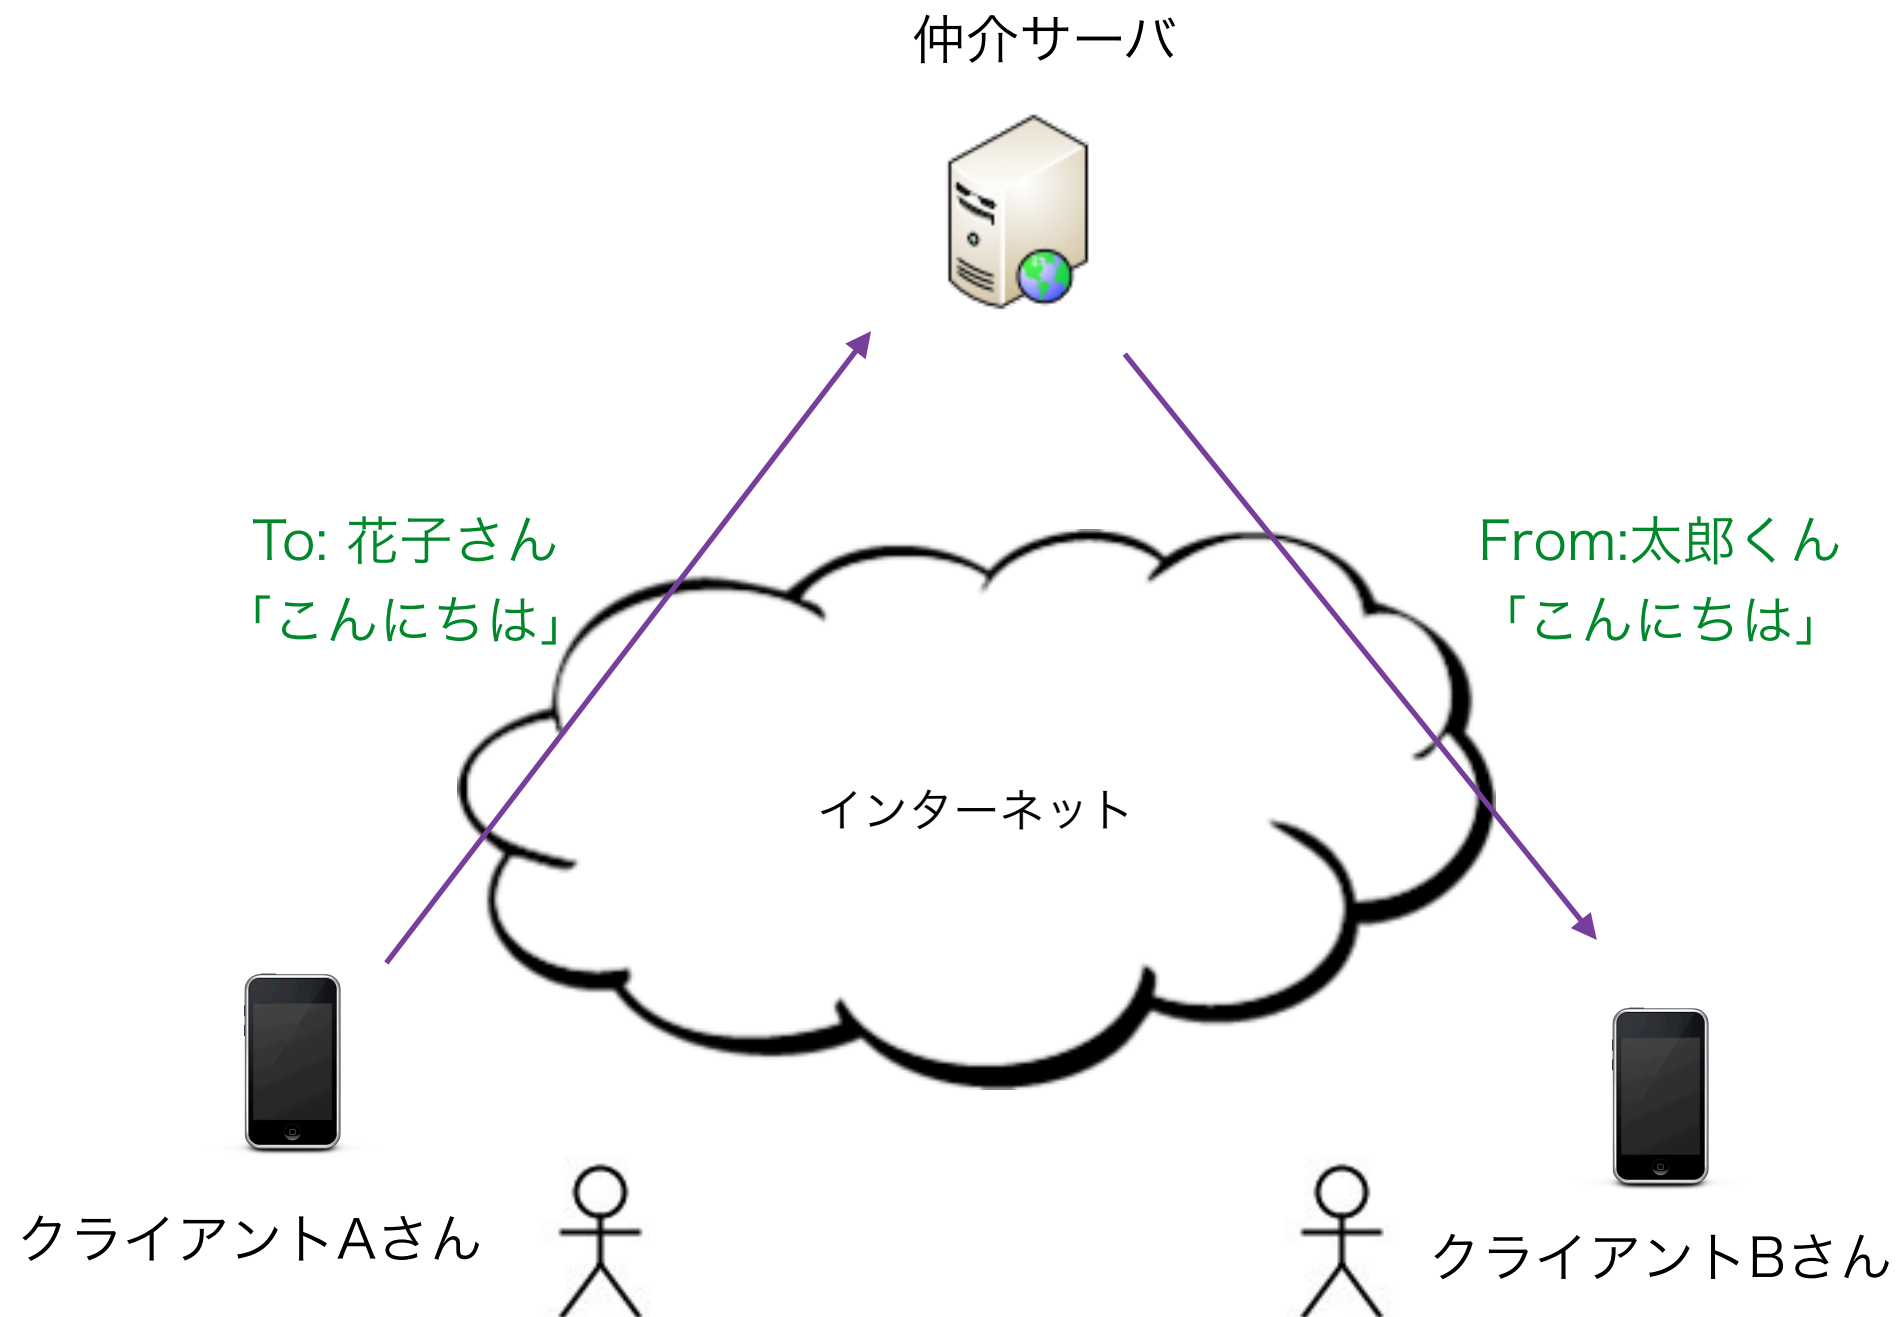 仲介サーバ
To: 花子さん
「こんにちは」
From:太郎くん
「こんにちは」
インターネット
クライアントAさん
クライアントBさん